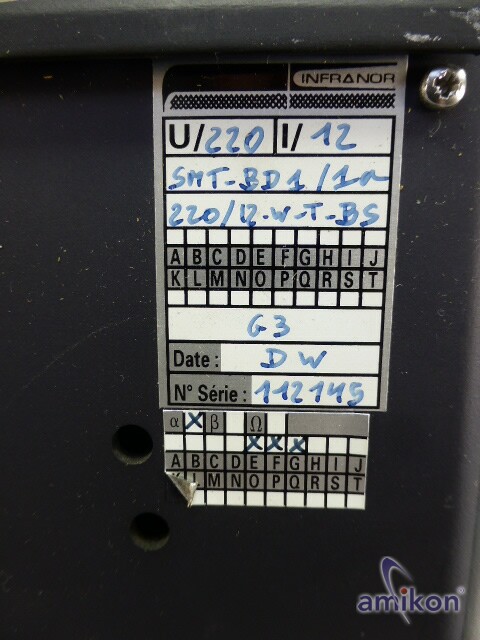 INFRANOR
U/220 I/12
SMT-BD1/1a
220/12-W-T-BS
A B C D E F G H I J
K L M N O P Q R S T
G3
Date : DW
N° Série : 112145
α X β Ω
X X X
A B C D E F G H I J
K L M N O P Q R S T
amikon